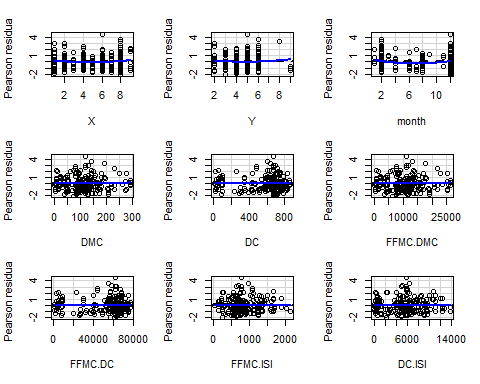 Pearson residua
4
1
-2
2 4 6 8
X
Pearson residua
4
1
-2
2 4 6 8
Y
Pearson residua
4
1
-2
2 6 10
month
Pearson residua
4
1
-2
0 100 200 300
DMC
Pearson residua
4
1
-2
0 400 800
DC
Pearson residua
4
1
-2
0 10000 25000
FFMC.DMC
Pearson residua
4
1
-2
0 40000 80000
FFMC.DC
Pearson residua
4
1
-2
0 1000 2000
FFMC.ISI
Pearson residua
4
1
-2
0 6000 14000
DC.ISI